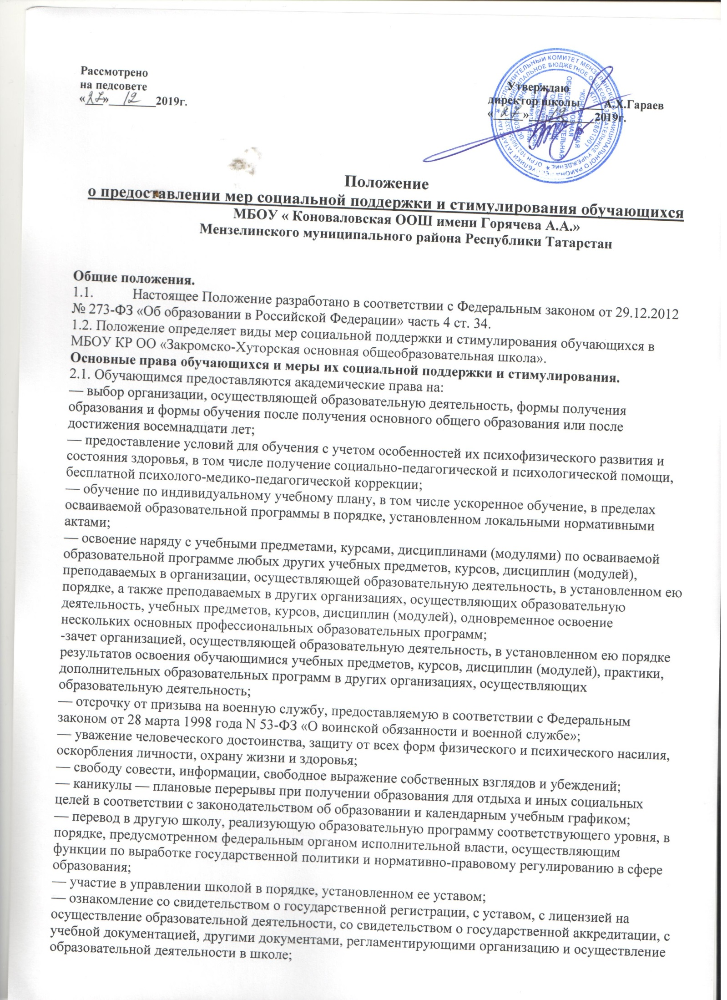 Рассмотрено
на педсовете
«27» 12 2019г.
Утверждаю
директор школы____А.Х.Гараев
«27» 12 2019г.
ИСПОЛНИТЕЛЬНЫЙ КОМИТЕТ МЕНЗЕЛИНСКОГО МУНИЦИПАЛЬНОГО РАЙОНА РЕСПУБЛИКИ ТАТАРСТАН
МУНИЦИПАЛЬНОЕ БЮДЖЕТНОЕ ОБЩЕОБРАЗОВАТЕЛЬНОЕ УЧРЕЖДЕНИЕ
Положение
о предоставлении мер социальной поддержки и стимулирования обучающихся
МБОУ « Коноваловская ООШ имени Горячева А.А.»
Мензелинского муниципального района Республики Татарстан
Общие положения.
1.1. Настоящее Положение разработано в соответствии с Федеральным законом от 29.12.2012
№ 273-ФЗ «Об образовании в Российской Федерации» часть 4 ст. 34.
1.2. Положение определяет виды мер социальной поддержки и стимулирования обучающихся в
МБОУ КР ОО «Закромско-Хуторская основная общеобразовательная школа».
Основные права обучающихся и меры их социальной поддержки и стимулирования.
2.1. Обучающимся предоставляются академические права на:
— выбор организации, осуществляющей образовательную деятельность, формы получения
образования и формы обучения после получения основного общего образования или после
достижения восемнадцати лет;
— предоставление условий для обучения с учетом особенностей их психофизического развития и
состояния здоровья, в том числе получение социально-педагогической и психологической помощи,
бесплатной психолого-медико-педагогической коррекции;
— обучение по индивидуальному учебному плану, в том числе ускоренное обучение, в пределах
осваиваемой образовательной программы в порядке, установленном локальными нормативными
актами;
— освоение наряду с учебными предметами, курсами, дисциплинами (модулями) по осваиваемой
образовательной программе любых других учебных предметов, курсов, дисциплин (модулей),
преподаваемых в организации, осуществляющей образовательную деятельность, в установленном ею
порядке, а также преподаваемых в других организациях, осуществляющих образовательную
деятельность, учебных предметов, курсов, дисциплин (модулей), одновременное освоение
нескольких основных профессиональных образовательных программ;
-зачет организацией, осуществляющей образовательную деятельность, в установленном ею порядке
результатов освоения обучающимися учебных предметов, курсов, дисциплин (модулей), практики,
дополнительных образовательных программ в других организациях, осуществляющих
образовательную деятельность;
— отсрочку от призыва на военную службу, предоставляемую в соответствии с Федеральным
законом от 28 марта 1998 года N 53-ФЗ «О воинской обязанности и военной службе»;
— уважение человеческого достоинства, защиту от всех форм физического и психического насилия,
оскорбления личности, охрану жизни и здоровья;
— свободу совести, информации, свободное выражение собственных взглядов и убеждений;
— каникулы — плановые перерывы при получении образования для отдыха и иных социальных
целей в соответствии с законодательством об образовании и календарным учебным графиком;
— перевод в другую школу, реализующую образовательную программу соответствующего уровня, в
порядке, предусмотренном федеральным органом исполнительной власти, осуществляющим
функции по выработке государственной политики и нормативно-правовому регулированию в сфере
образования;
— участие в управлении школой в порядке, установленном ее уставом;
— ознакомление со свидетельством о государственной регистрации, с уставом, с лицензией на
осуществление образовательной деятельности, со свидетельством о государственной аккредитации, с
учебной документацией, другими документами, регламентирующими организацию и осуществление
образовательной деятельности в школе;